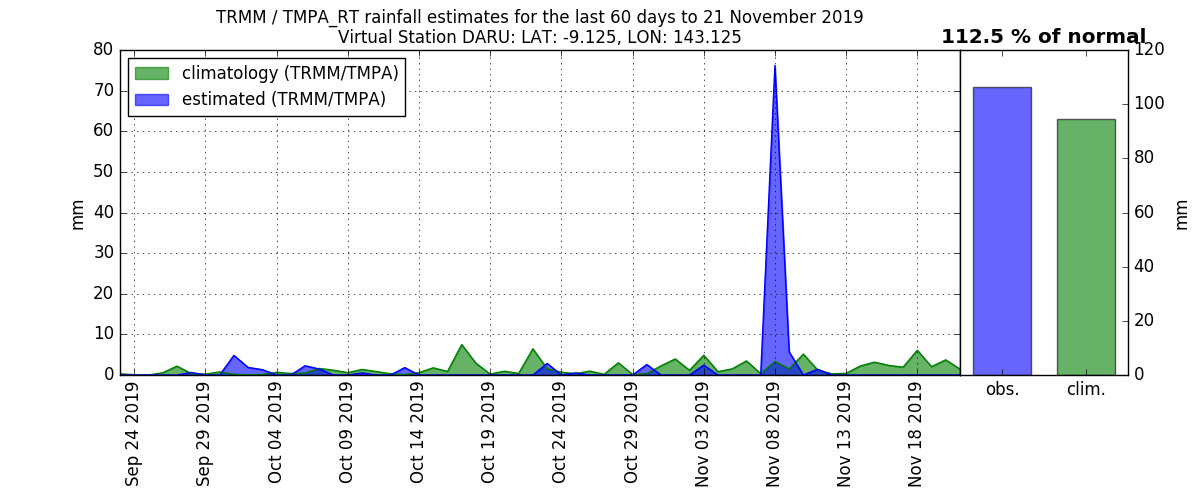 TRMM / TMPA_RT rainfall estimates for the last 60 days to 21 November 2019
Virtual Station DARU: LAT: -9.125, LON: 143.125
112.5 % of normal
climatology (TRMM/TMPA)
estimated (TRMM/TMPA)
mm
80
70
60
50
40
30
20
10
0
Sep 24 2019
Sep 29 2019
Oct 04 2019
Oct 09 2019
Oct 14 2019
Oct 19 2019
Oct 24 2019
Oct 29 2019
Nov 03 2019
Nov 08 2019
Nov 13 2019
Nov 18 2019
obs.
clim.
120
100
80
60
40
20
0
mm